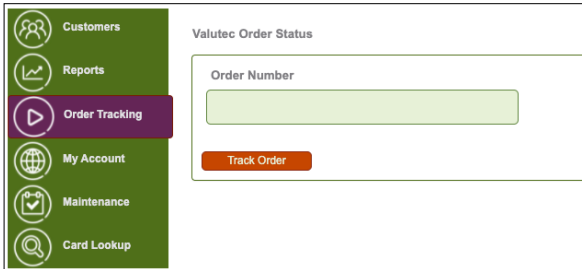 Customers
Reports
Order Tracking
My Account
Maintenance
Card Lookup
Valutec Order Status
Order Number
Track Order